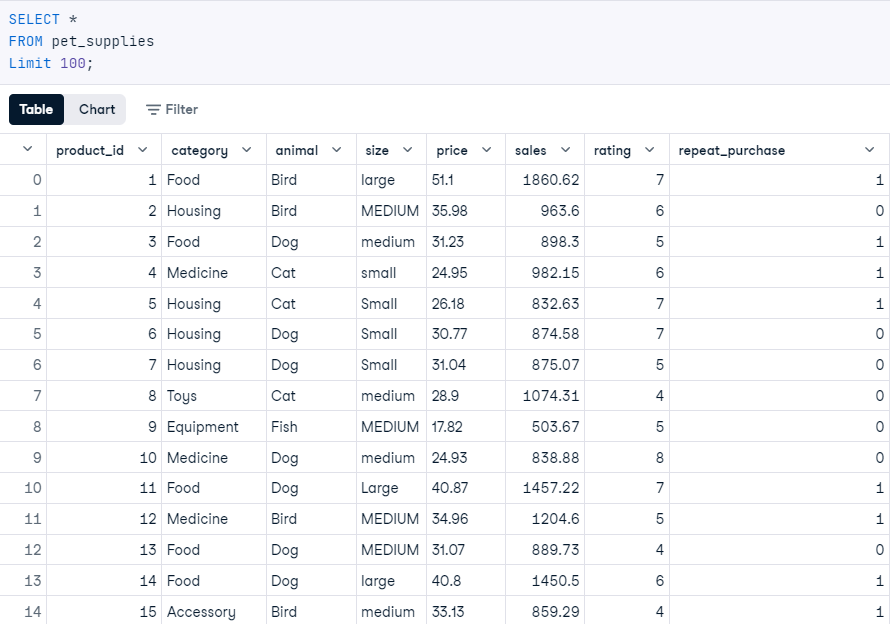 SELECT *
FROM pet_supplies
Limit 100;
Table Chart Filter
product_id category animal size price sales rating repeat_purchase
0 1 Food Bird large 51.1 1860.62 7 1
1 2 Housing Bird MEDIUM 35.98 963.6 6 0
2 3 Food Dog medium 31.23 898.3 5 1
3 4 Medicine Cat small 24.95 982.15 6 1
4 5 Housing Cat Small 26.18 832.63 7 1
5 6 Housing Dog Small 30.77 874.58 7 0
6 7 Housing Dog Small 31.04 875.07 5 0
7 8 Toys Cat medium 28.9 1074.31 4 0
8 9 Equipment Fish MEDIUM 17.82 503.67 5 0
9 10 Medicine Dog medium 24.93 838.88 8 0
10 11 Food Dog Large 40.87 1457.22 7 1
11 12 Medicine Bird MEDIUM 34.96 1204.6 5 1
12 13 Food Dog MEDIUM 31.07 889.73 4 0
13 14 Food Dog large 40.8 1450.5 6 1
14 15 Accessory Bird medium 33.13 859.29 4 1